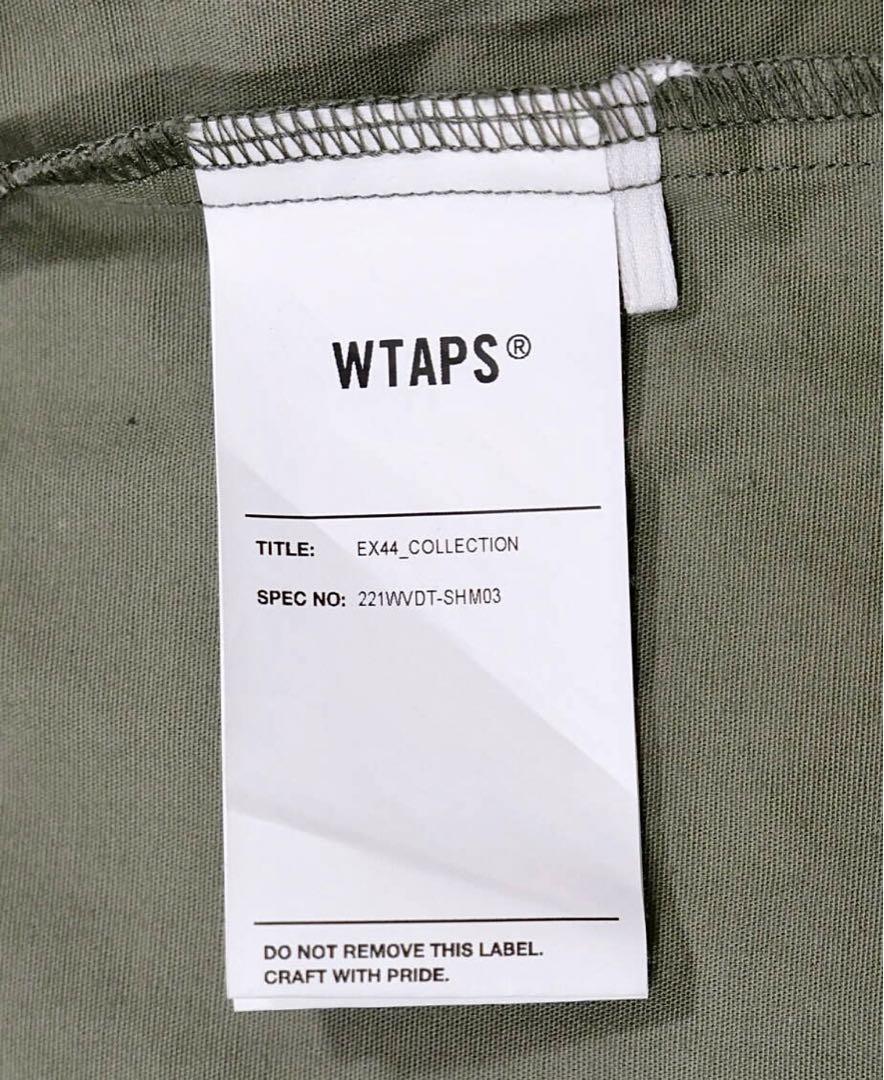 WTAPS®
TITLE: EX44_COLLECTION
SPEC NO: 221WVDT-SHM03
DO NOT REMOVE THIS LABEL.
CRAFT WITH PRIDE.